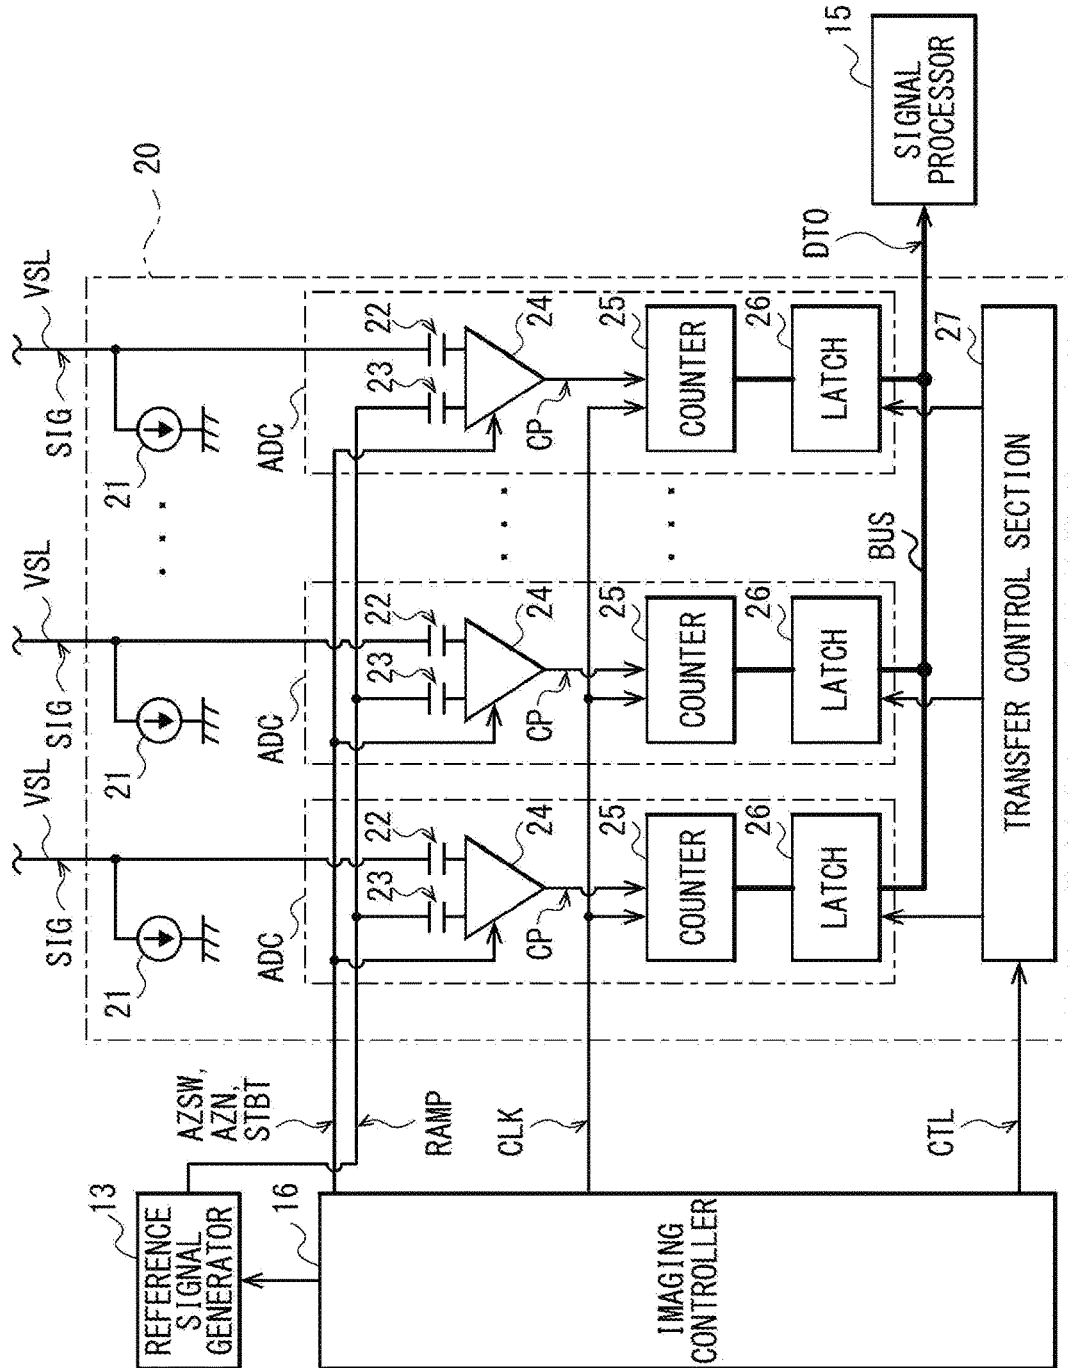 20
VSL
SIG
21
VSL
SIG
21
VSL
SIG
21
ADC
22
23
24
CP
25
COUNTER
26
LATCH
ADC
22
23
24
CP
25
COUNTER
26
LATCH
ADC
22
23
24
CP
25
COUNTER
26
LATCH
BUS
DTO
15
SIGNAL
PROCESSOR
27
TRANSFER CONTROL SECTION
AZSW,
AZN,
STBT
RAMP
CLK
CTL
13
REFERENCE
SIGNAL
GENERATOR
16
IMAGING
CONTROLLER